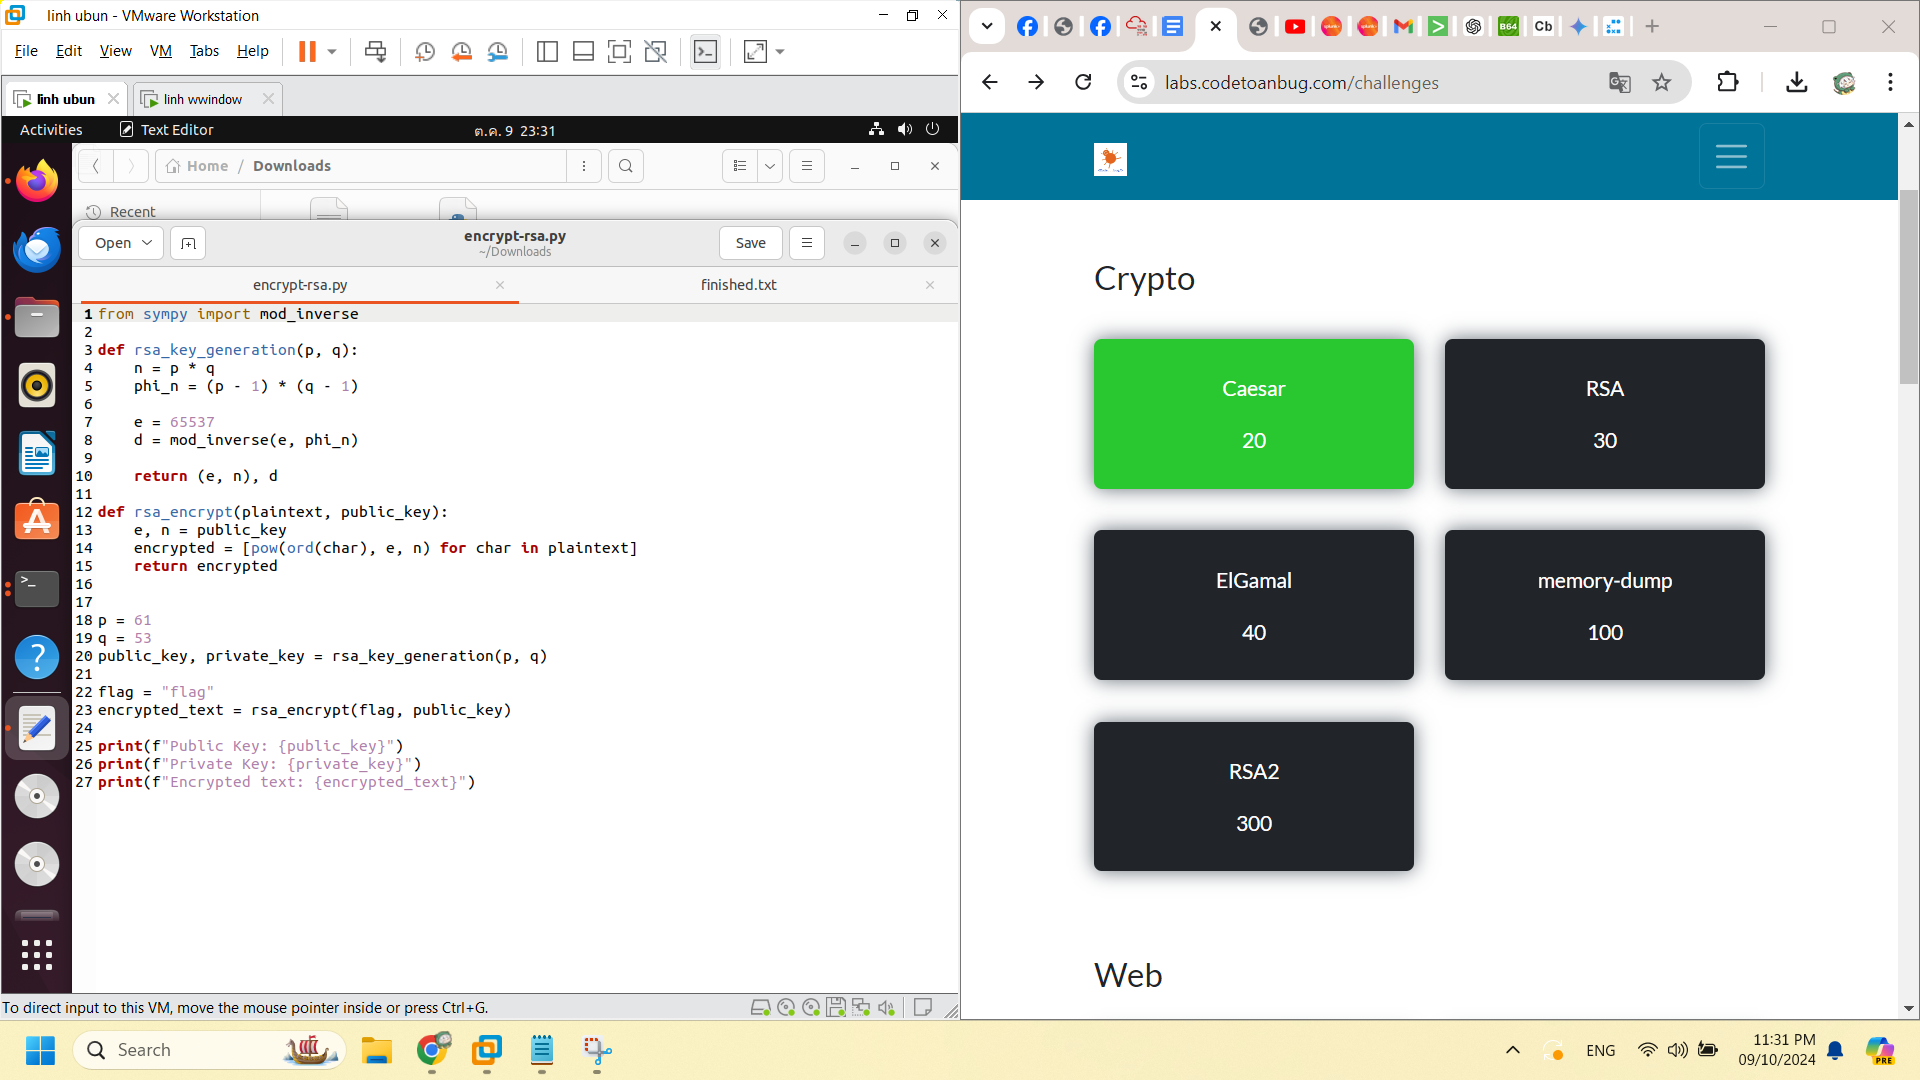 linh ubun - VMware Workstation
File Edit View VM Tabs Help
linh ubun
linh wwindow
Activities
Text Editor
ต.ค. 9 23:31
Home / Downloads
Recent
Open
encrypt-rsa.py
~/Downloads
Save
encrypt-rsa.py
finished.txt
1 from sympy import mod_inverse
2
3 def rsa_key_generation(p, q):
4     n = p * q
5     phi_n = (p - 1) * (q - 1)
6
7     e = 65537
8     d = mod_inverse(e, phi_n)
9
10     return (e, n), d
11
12 def rsa_encrypt(plaintext, public_key):
13     e, n = public_key
14     encrypted = [pow(ord(char), e, n) for char in plaintext]
15     return encrypted
16
17
18 p = 61
19 q = 53
20 public_key, private_key = rsa_key_generation(p, q)
21
22 flag = "flag"
23 encrypted_text = rsa_encrypt(flag, public_key)
24
25 print(f"Public Key: {public_key}")
26 print(f"Private Key: {private_key}")
27 print(f"Encrypted text: {encrypted_text}")
To direct input to this VM, move the mouse pointer inside or press Ctrl+G.
B64
Cb
labs.codetoanbug.com/challenges
Crypto
Caesar
20
RSA
30
ElGamal
40
memory-dump
100
RSA2
300
Web
Search
ENG
11:31 PM
09/10/2024
PRE